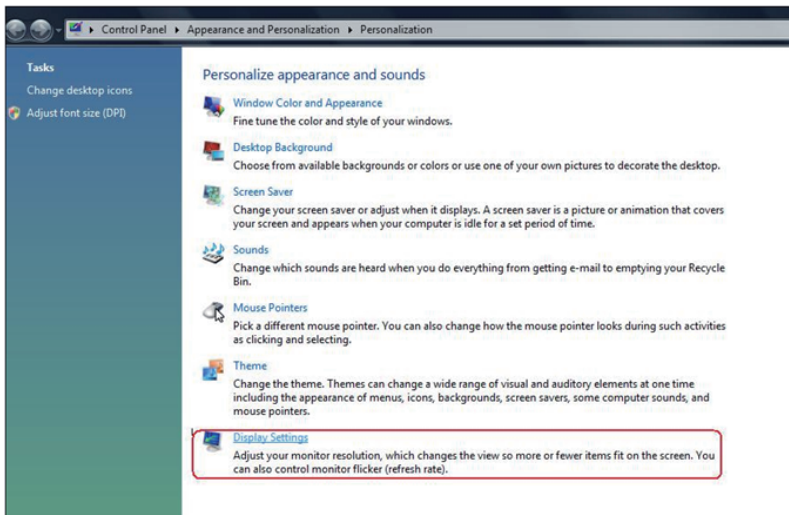 Control Panel ▸ Appearance and Personalization ▸ Personalization
Tasks
Change desktop icons
Adjust font size (DPI)
Personalize appearance and sounds
Window Color and Appearance
Fine tune the color and style of your windows.
Desktop Background
Choose from available backgrounds or colors or use one of your own pictures to decorate the desktop.
Screen Saver
Change your screen saver or adjust when it displays. A screen saver is a picture or animation that covers
your screen and appears when your computer is idle for a set period of time.
Sounds
Change which sounds are heard when you do everything from getting e-mail to emptying your Recycle
Bin.
Mouse Pointers
Pick a different mouse pointer. You can also change how the mouse pointer looks during such activities
as clicking and selecting.
Theme
Change the theme. Themes can change a wide range of visual and auditory elements at one time
including the appearance of menus, icons, backgrounds, screen savers, some computer sounds, and
mouse pointers.
Display Settings
Adjust your monitor resolution, which changes the view so more or fewer items fit on the screen. You
can also control monitor flicker (refresh rate).